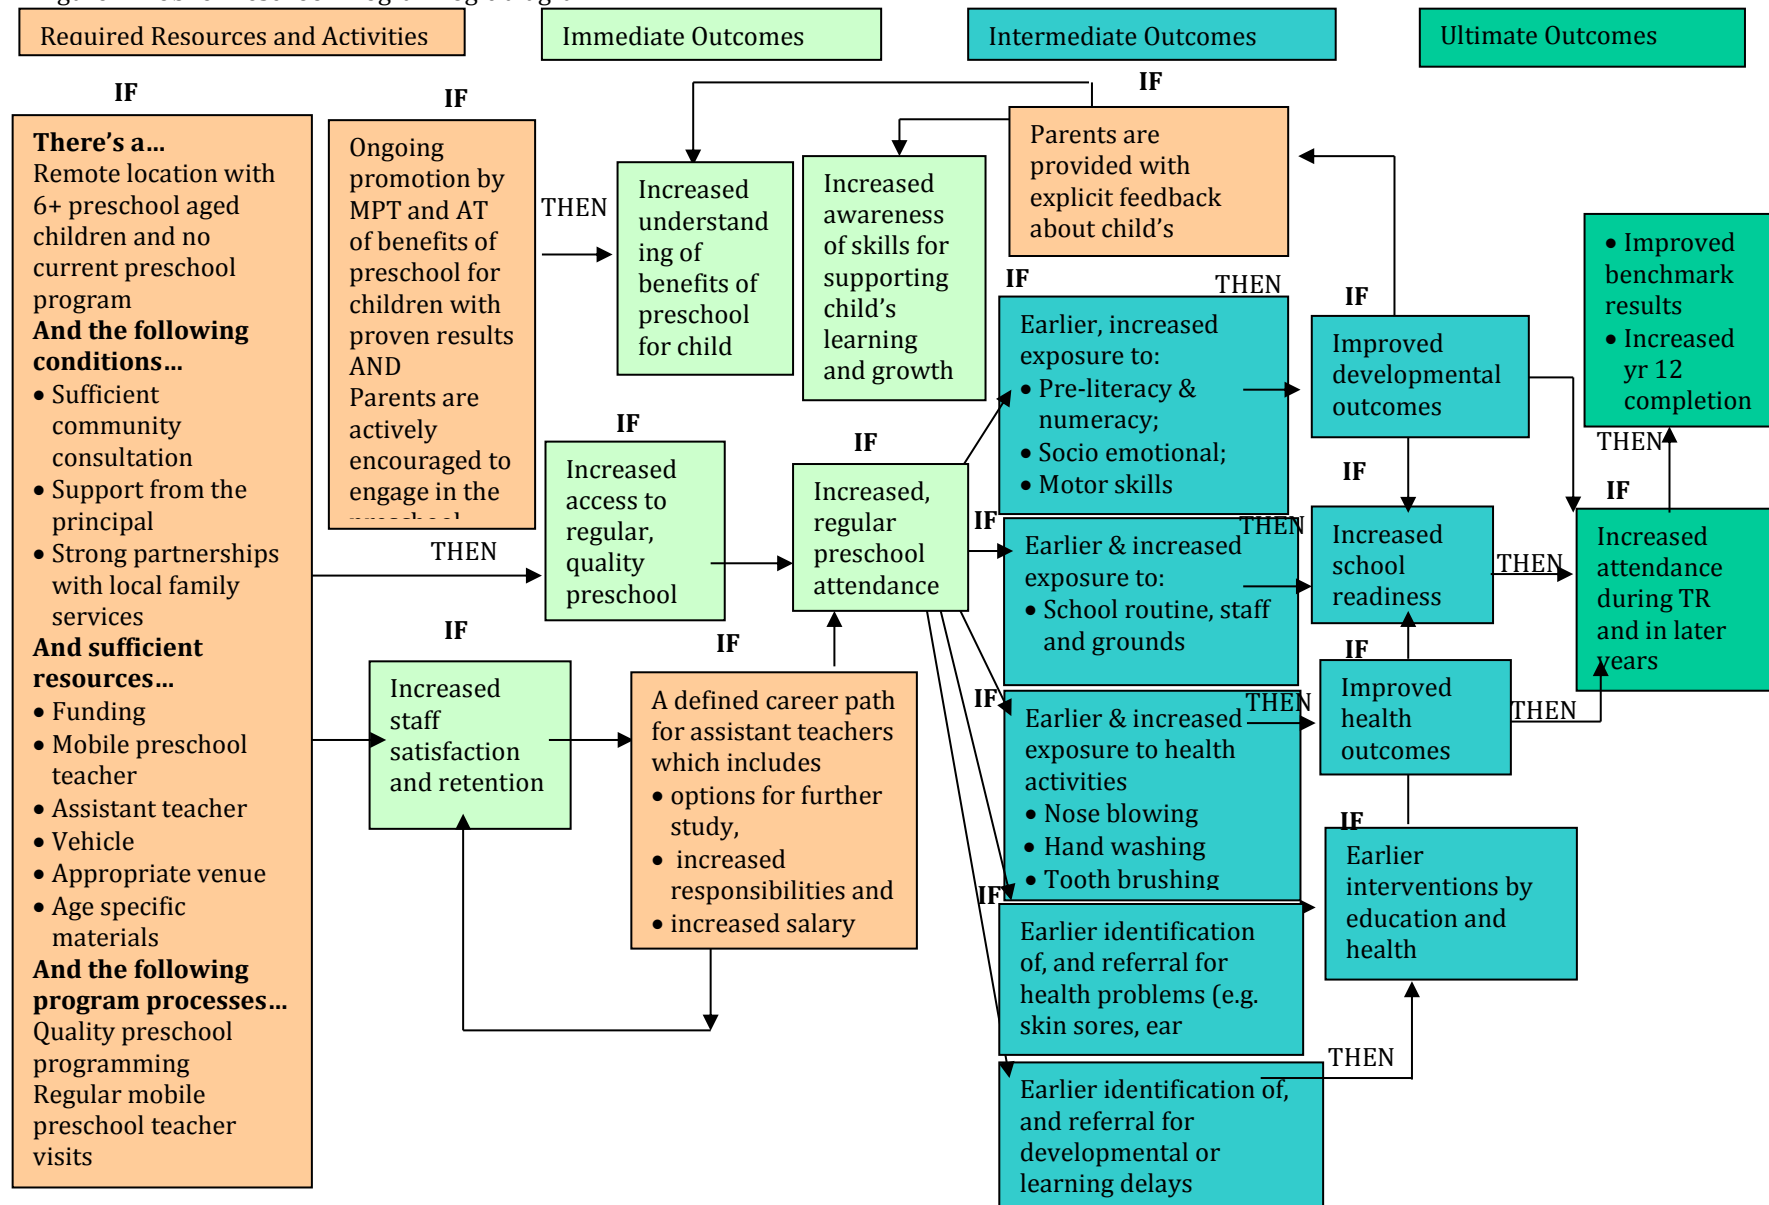 Required Resources and Activities
Immediate Outcomes
Intermediate Outcomes
Ultimate Outcomes
IF
There's a…
Remote location with
6+ preschool aged
children and no
current preschool
program
And the following
conditions…
• Sufficient
community
consultation
• Support from the
principal
• Strong partnerships
with local family
services
And sufficient
resources…
• Funding
• Mobile preschool
teacher
• Assistant teacher
• Vehicle
• Appropriate venue
• Age specific
materials
And the following
program processes…
Quality preschool
programming
Regular mobile
preschool teacher
visits
IF
Ongoing
promotion by
MPT and AT
of benefits of
preschool for
children with
proven results
AND
Parents are
actively
encouraged to
engage in the
THEN
Increased
understand
ing of
benefits of
preschool
for child
Increased
awareness
of skills for
supporting
child's
learning
and growth
IF
Parents are
provided with
explicit feedback
about child's
THEN
IF
Increased
access to
regular,
quality
preschool
IF
Increased,
regular
preschool
attendance
IF
Increased
staff
satisfaction
and retention
IF
A defined career path
for assistant teachers
which includes
• options for further
study,
• increased
responsibilities and
• increased salary
IF
THEN
Earlier, increased
exposure to:
• Pre-literacy &
numeracy;
• Socio emotional;
• Motor skills
IF
THEN
Earlier & increased
exposure to:
• School routine, staff
and grounds
IF
THEN
Earlier & increased
exposure to health
activities
• Nose blowing
• Hand washing
• Tooth brushing
IF
Earlier identification
of, and referral for
health problems (e.g.
skin sores, ear
THEN
Earlier identification of,
and referral for
developmental or
learning delays
IF
Improved
developmental
outcomes
IF
Increased
school
readiness
THEN
IF
Improved
health
outcomes
THEN
IF
Earlier
interventions by
education and
health
• Improved
benchmark
results
• Increased
yr 12
completion
THEN
IF
Increased
attendance
during TR
and in later
years